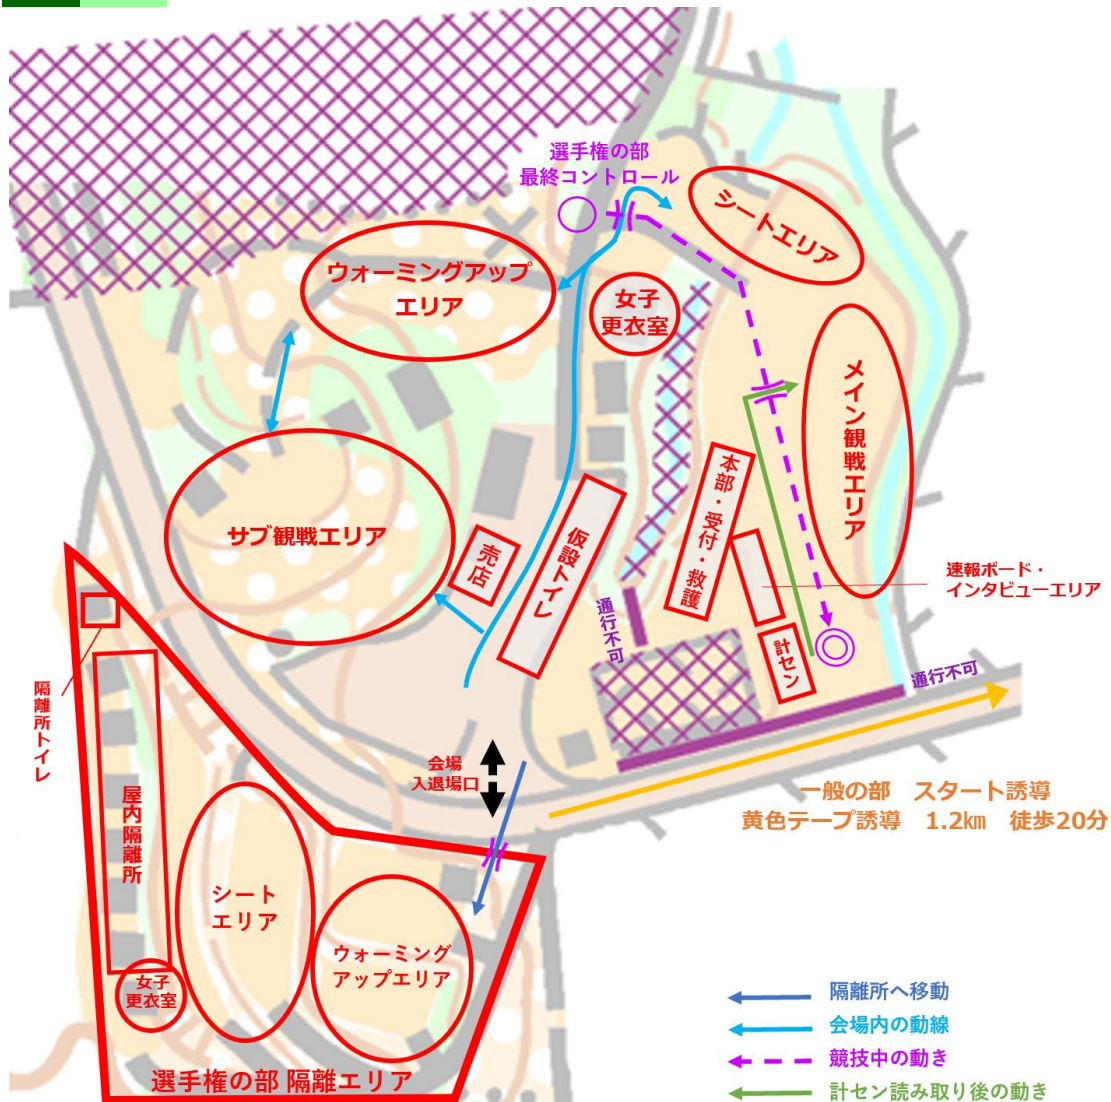 選手権の部
最終コントロール
シートエリア
ウォーミングアップ
エリア
女子
更衣室
メイン観戦エリア
サブ観戦エリア
売店
仮設トイレ
本部・受付・救護
速報ボード・
インタビューエリア
通行不可
計セン
通行不可
隔離所トイレ
会場
入退場口
屋内隔離所
一般の部 スタート誘導
黄色テープ誘導 1.2㎞ 徒歩20分
シート
エリア
ウォーミング
アップエリア
女子
更衣室
選手権の部 隔離エリア
隔離所へ移動
会場内の動線
競技中の動き
計セン読み取り後の動き